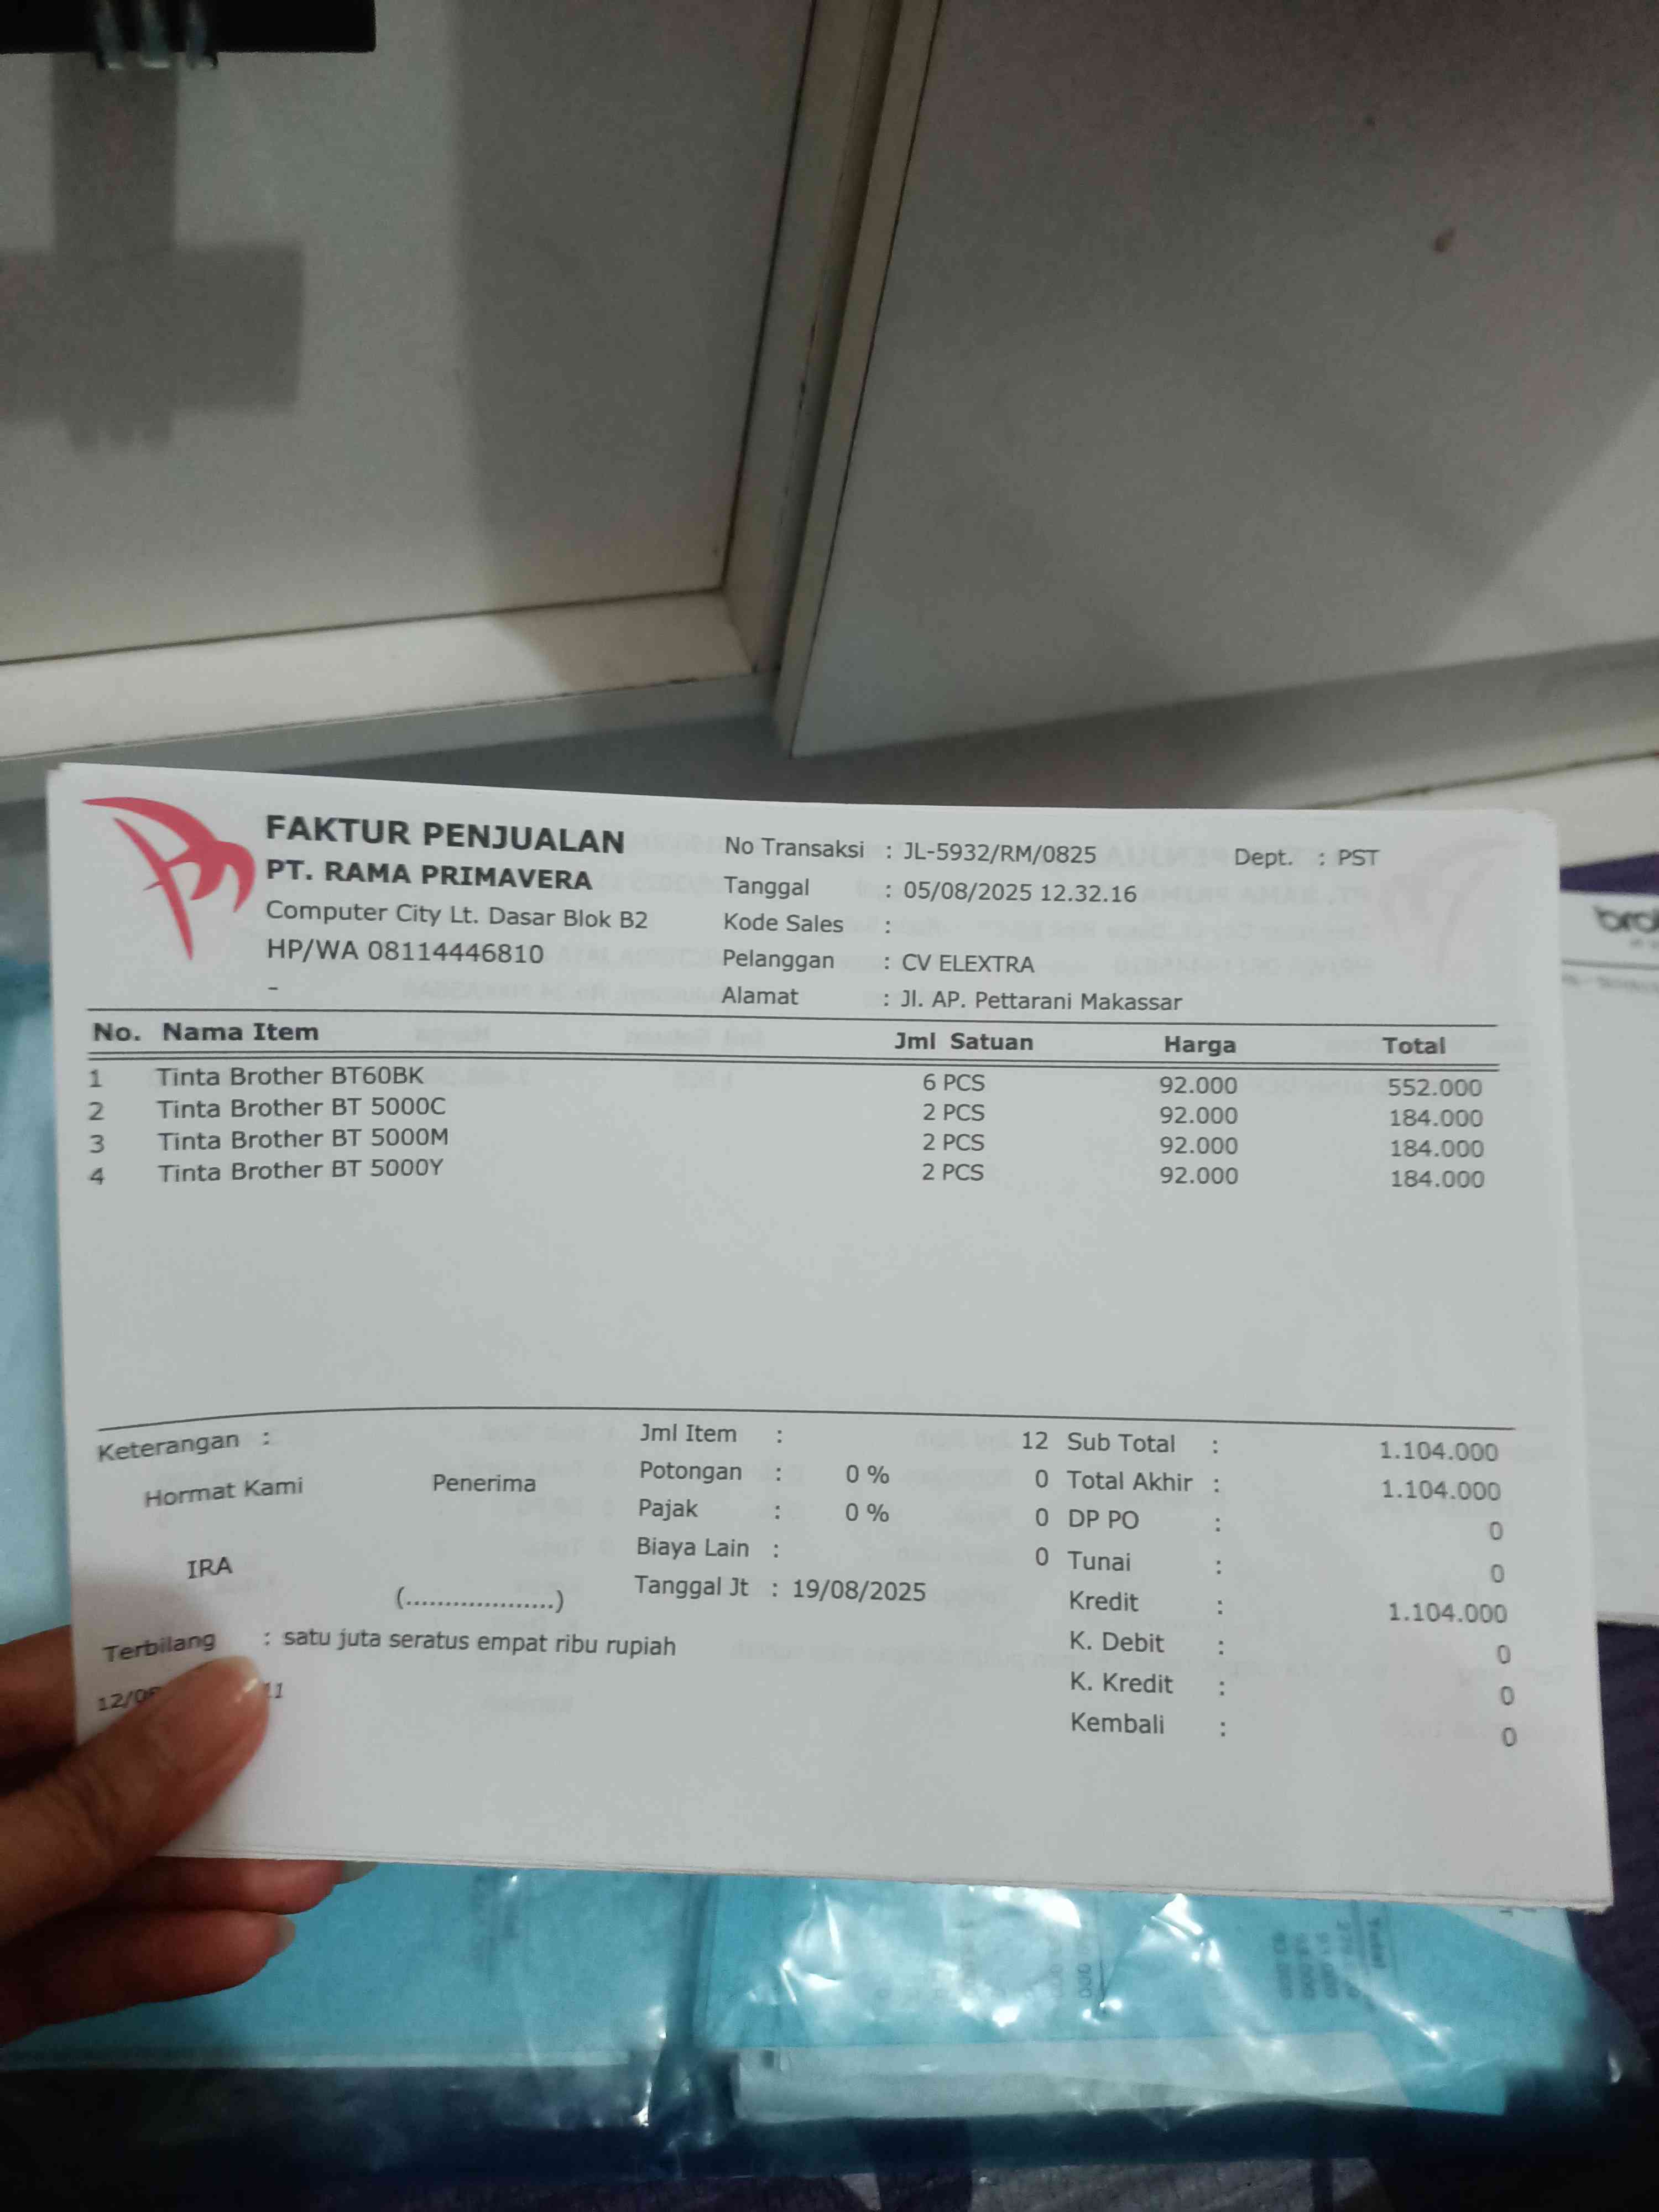 FAKTUR PENJUALAN
PT. RAMA PRIMAVERA
Computer City Lt. Dasar Blok B2
HP/WA 08114446810
-
No Transaksi : JL-5932/RM/0825 Dept. : PST
Tanggal : 05/08/2025 12.32.16
Kode Sales :
Pelanggan : CV ELEXTRA
Alamat : Jl. AP. Pettarani Makassar
No. Nama Item Jml Satuan Harga Total
1 Tinta Brother BT60BK 6 PCS 92.000 552.000
2 Tinta Brother BT 5000C 2 PCS 92.000 184.000
3 Tinta Brother BT 5000M 2 PCS 92.000 184.000
4 Tinta Brother BT 5000Y 2 PCS 92.000 184.000
Keterangan :
Hormat Kami Penerima
IRA
(...................)
Jml Item : 12
Potongan : 0 % 0
Pajak : 0 % 0
Biaya Lain : 0
Tanggal Jt : 19/08/2025
Sub Total : 1.104.000
Total Akhir : 1.104.000
DP PO : 0
Tunai : 0
Kredit : 1.104.000
K. Debit : 0
K. Kredit : 0
Kembali : 0
Terbilang : satu juta seratus empat ribu rupiah